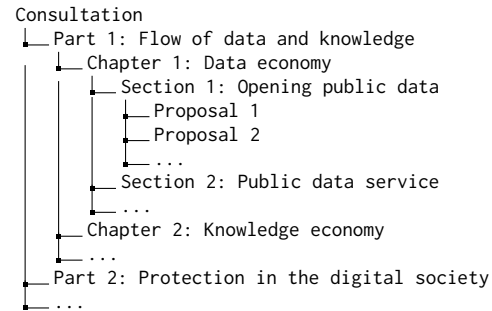 Consultation
Part 1: Flow of data and knowledge
Chapter 1: Data economy
Section 1: Opening public data
Proposal 1
Proposal 2
...
Section 2: Public data service
...
Chapter 2: Knowledge economy
...
Part 2: Protection in the digital society
...